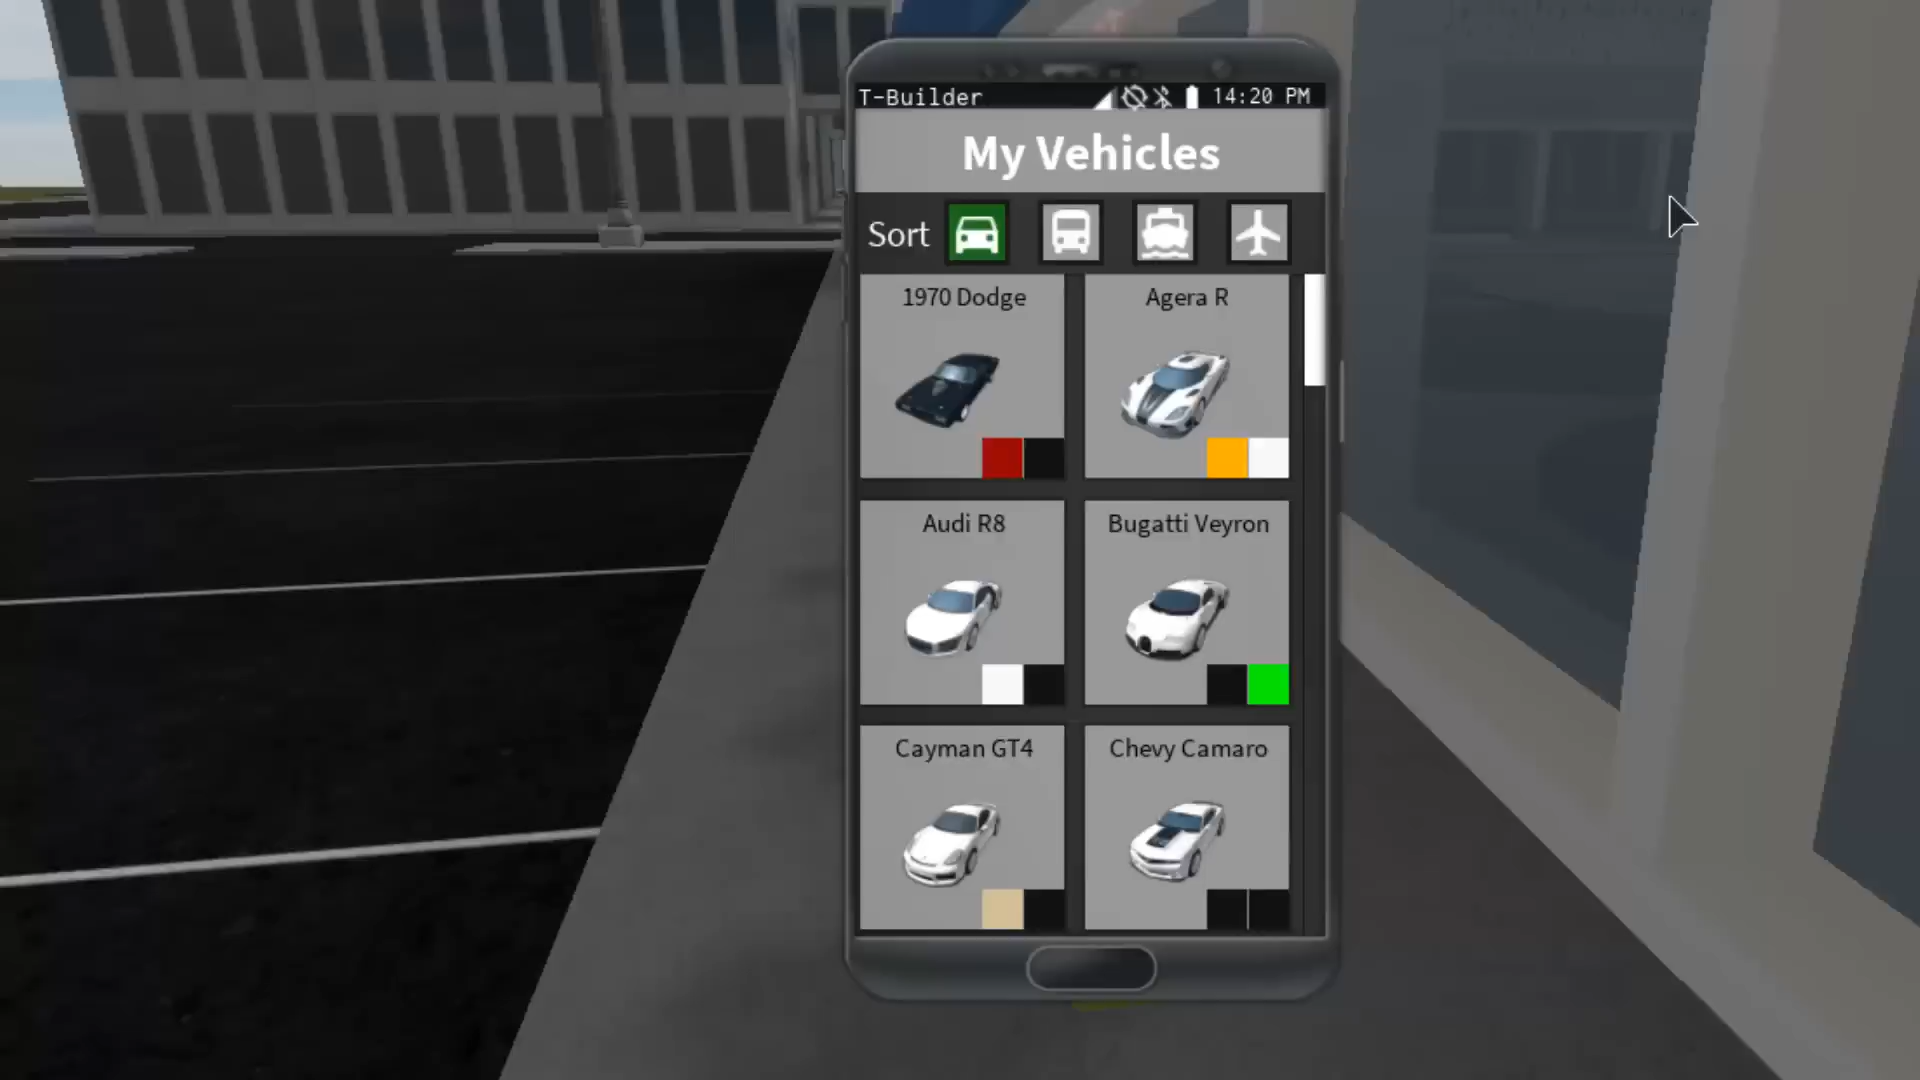 T-Builder 14:20 PM
My Vehicles
Sort
1970 Dodge
Agera R
Audi R8
Bugatti Veyron
Cayman GT4
Chevy Camaro